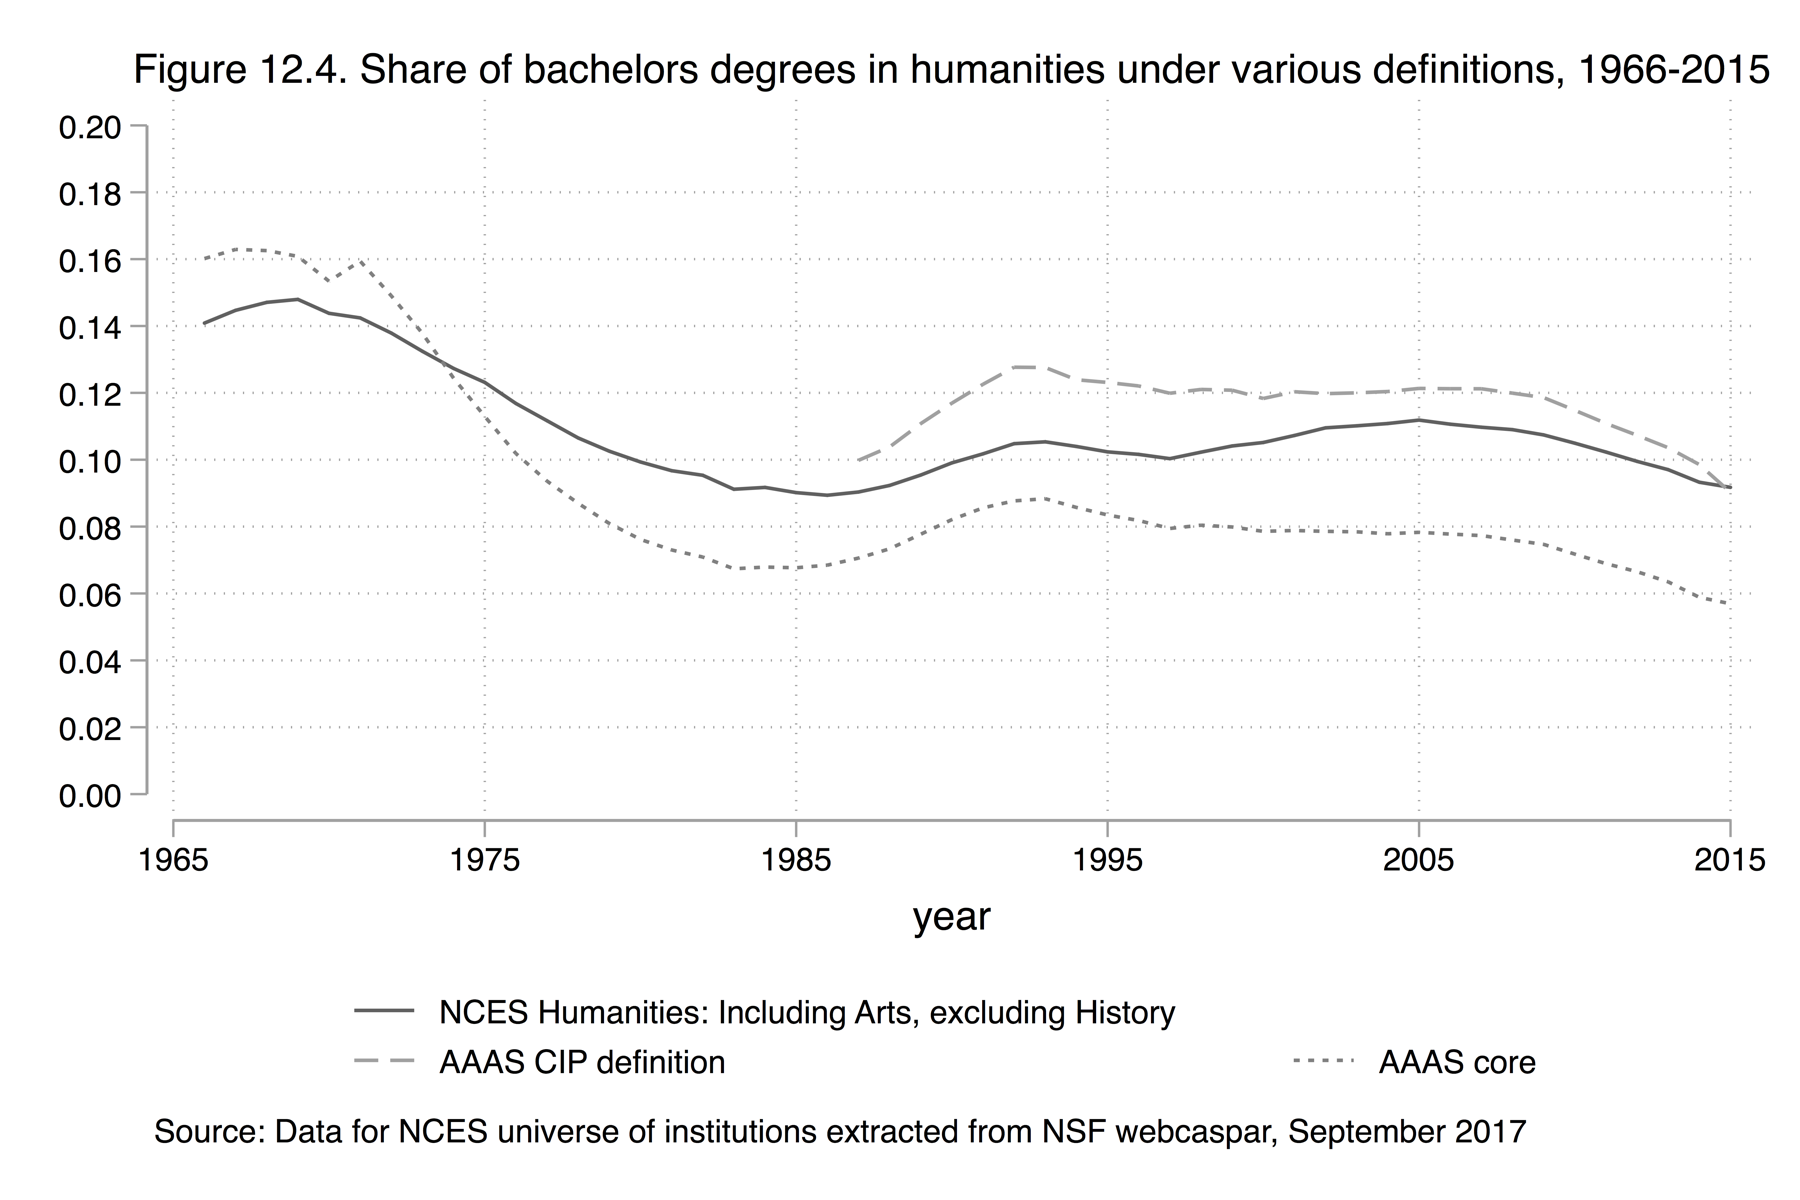 Figure 12.4. Share of bachelors degrees in humanities under various definitions, 1966-2015
0.20
0.18
0.16
0.14
0.12
0.10
0.08
0.06
0.04
0.02
0.00
1965 1975 1985 1995 2005 2015
year
NCES Humanities: Including Arts, excluding History
AAAS CIP definition AAAS core
Source: Data for NCES universe of institutions extracted from NSF webcaspar, September 2017